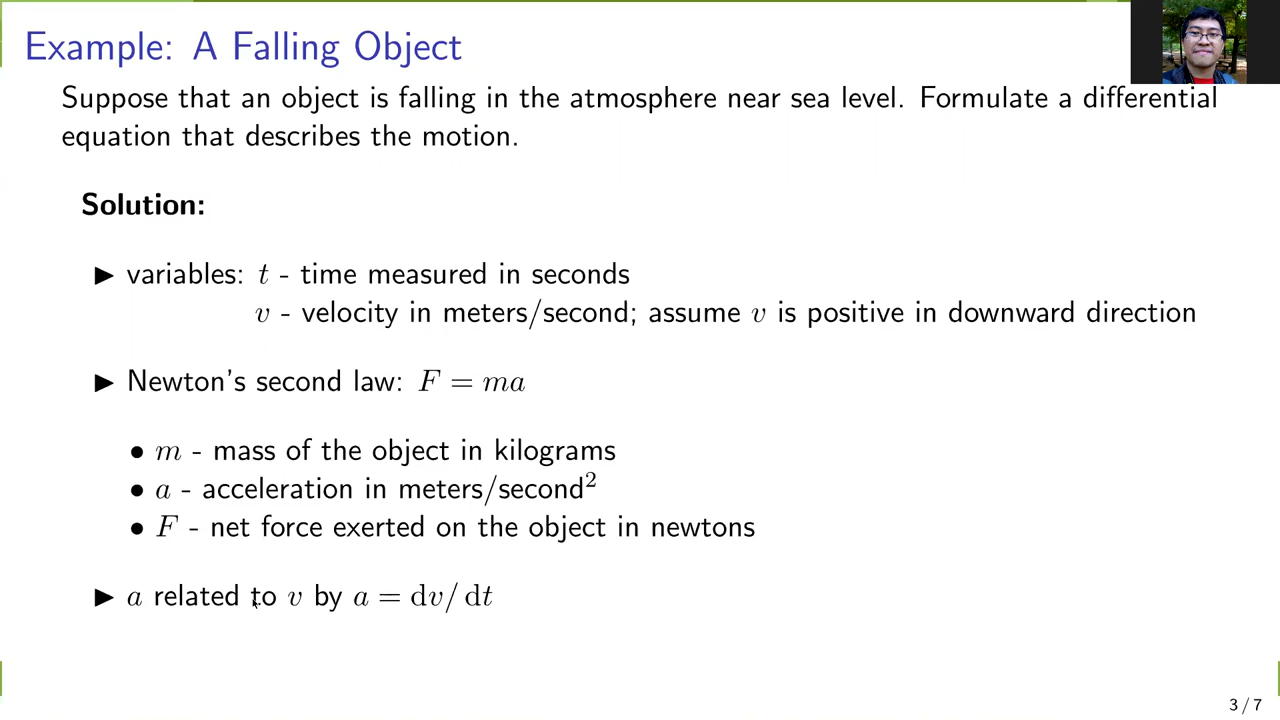 Example: A Falling Object
Suppose that an object is falling in the atmosphere near sea level. Formulate a differential
equation that describes the motion.
Solution:
▶ variables: t - time measured in seconds
v - velocity in meters/second; assume v is positive in downward direction
▶ Newton's second law: F = ma
• m - mass of the object in kilograms
• a - acceleration in meters/second²
• F - net force exerted on the object in newtons
▶ a related to v by a = dv/ dt
3 / 7